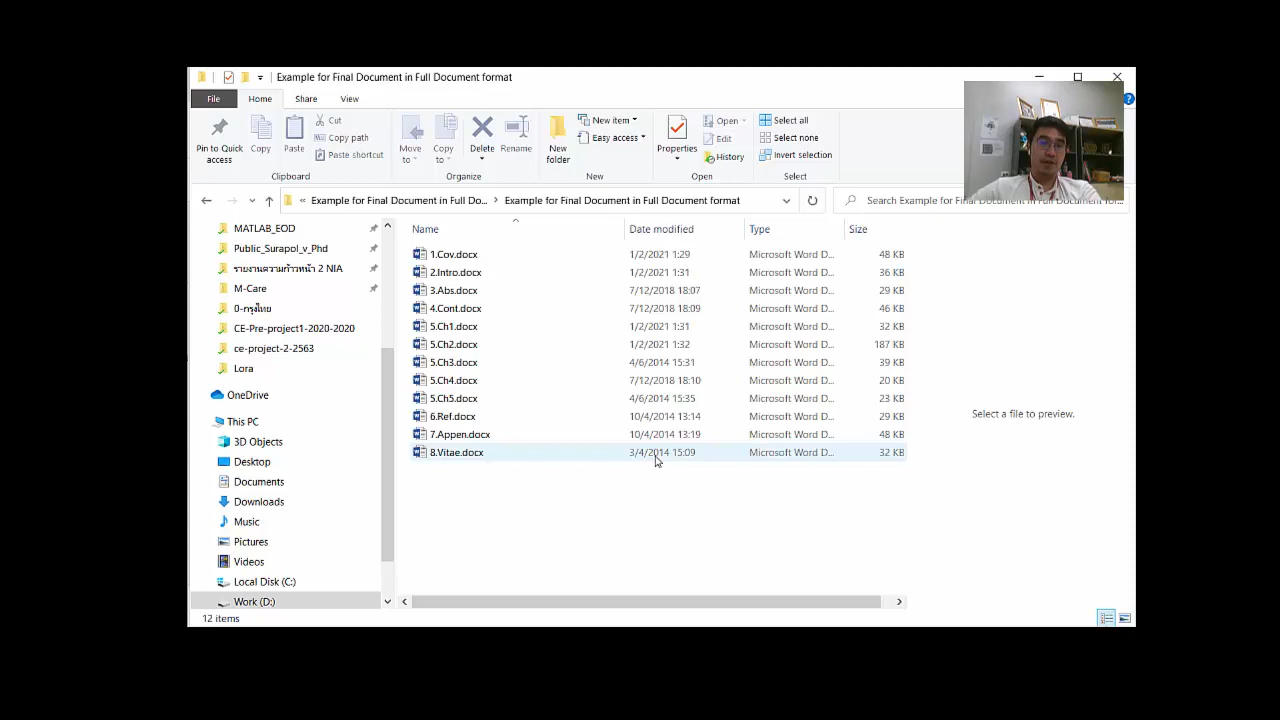 Example for Final Document in Full Document format
File Home Share View
Pin to Quick access
Copy
Paste
Cut
Copy path
Paste shortcut
Clipboard
Move to
Copy to
Delete
Rename
Organize
New folder
New item
Easy access
New
Properties
Open
Edit
History
Open
Select all
Select none
Invert selection
Select
« Example for Final Document in Full Do... > Example for Final Document in Full Document format
Search Example for Final Document in Full Document for
MATLAB_EOD
Public_Surapol_v_Phd
รายงานความก้าวหน้า 2 NIA
M-Care
0-กรุงไทย
CE-Pre-project1-2020-2020
ce-project-2-2563
Lora
OneDrive
This PC
3D Objects
Desktop
Documents
Downloads
Music
Pictures
Videos
Local Disk (C:)
Work (D:)
Name Date modified Type Size
1.Cov.docx 1/2/2021 1:29 Microsoft Word D... 48 KB
2.Intro.docx 1/2/2021 1:31 Microsoft Word D... 36 KB
3.Abs.docx 7/12/2018 18:07 Microsoft Word D... 29 KB
4.Cont.docx 7/12/2018 18:09 Microsoft Word D... 46 KB
5.Ch1.docx 1/2/2021 1:31 Microsoft Word D... 32 KB
5.Ch2.docx 1/2/2021 1:32 Microsoft Word D... 187 KB
5.Ch3.docx 4/6/2014 15:31 Microsoft Word D... 39 KB
5.Ch4.docx 7/12/2018 18:10 Microsoft Word D... 20 KB
5.Ch5.docx 4/6/2014 15:35 Microsoft Word D... 23 KB
6.Ref.docx 10/4/2014 13:14 Microsoft Word D... 29 KB
7.Appen.docx 10/4/2014 13:19 Microsoft Word D... 48 KB
8.Vitae.docx 3/4/2014 15:09 Microsoft Word D... 32 KB
Select a file to preview.
12 items